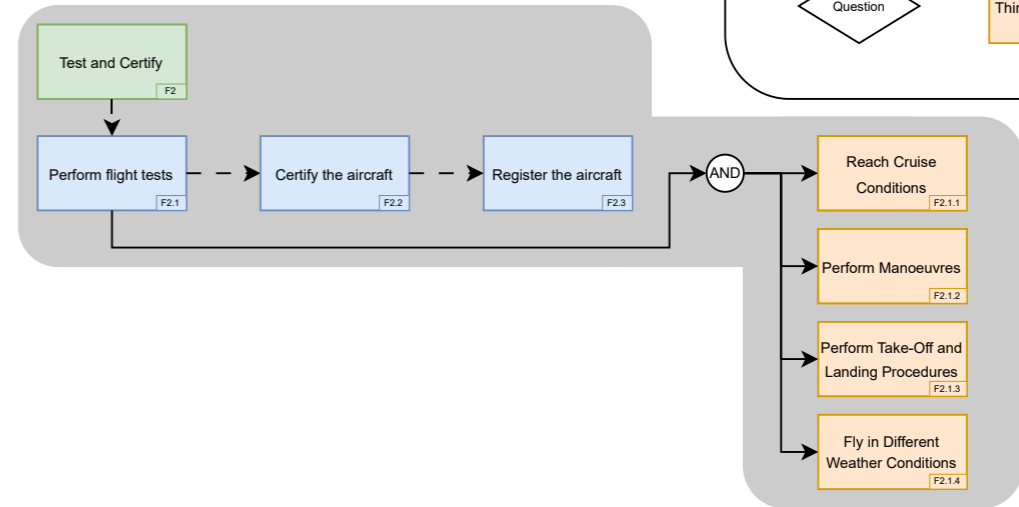 Question
Test and Certify
F2
Perform flight tests
F2.1
Certify the aircraft
F2.2
Register the aircraft
F2.3
AND
Reach Cruise
Conditions
F2.1.1
Perform Manoeuvres
F2.1.2
Perform Take-Off and
Landing Procedures
F2.1.3
Fly in Different
Weather Conditions
F2.1.4